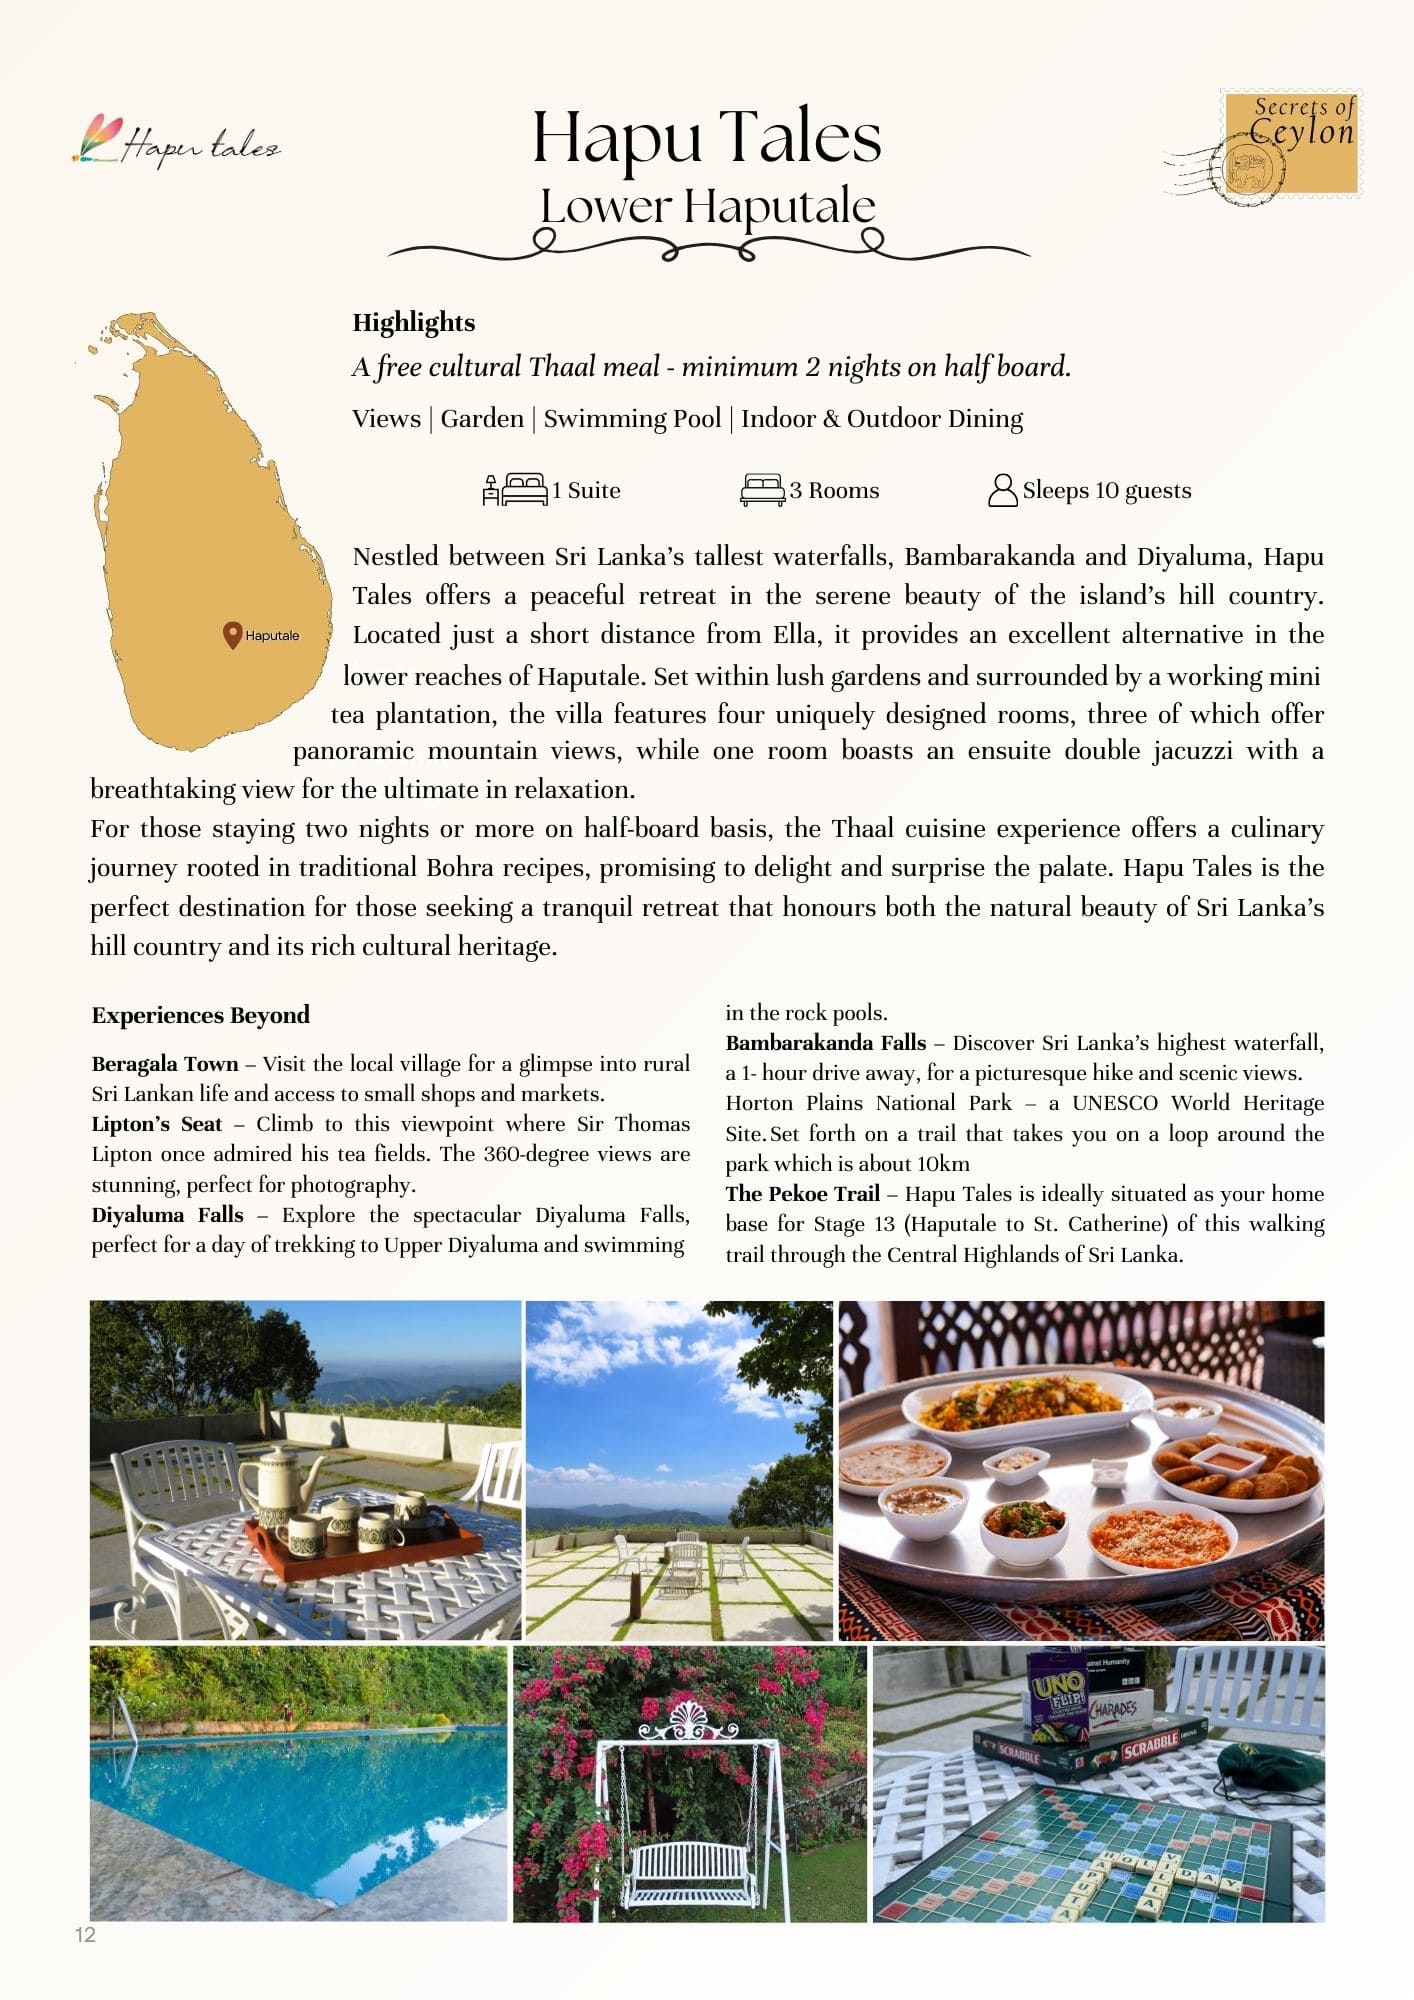 Hapu tales
Hapu Tales
Lower Haputale
Secrets of
Ceylon
Highlights
A free cultural Thaal meal - minimum 2 nights on half board.
Views | Garden | Swimming Pool | Indoor & Outdoor Dining
1 Suite
3 Rooms
Sleeps 10 guests
Haputale
Nestled between Sri Lanka's tallest waterfalls, Bambarakanda and Diyaluma, Hapu
Tales offers a peaceful retreat in the serene beauty of the island's hill country.
Located just a short distance from Ella, it provides an excellent alternative in the
lower reaches of Haputale. Set within lush gardens and surrounded by a working mini
tea plantation, the villa features four uniquely designed rooms, three of which offer
panoramic mountain views, while one room boasts an ensuite double jacuzzi with a
breathtaking view for the ultimate in relaxation.
For those staying two nights or more on half-board basis, the Thaal cuisine experience offers a culinary
journey rooted in traditional Bohra recipes, promising to delight and surprise the palate. Hapu Tales is the
perfect destination for those seeking a tranquil retreat that honours both the natural beauty of Sri Lanka's
hill country and its rich cultural heritage.
Experiences Beyond
Beragala Town – Visit the local village for a glimpse into rural
Sri Lankan life and access to small shops and markets.
Lipton's Seat – Climb to this viewpoint where Sir Thomas
Lipton once admired his tea fields. The 360-degree views are
stunning, perfect for photography.
Diyaluma Falls – Explore the spectacular Diyaluma Falls,
perfect for a day of trekking to Upper Diyaluma and swimming
in the rock pools.
Bambarakanda Falls – Discover Sri Lanka's highest waterfall,
a 1- hour drive away, for a picturesque hike and scenic views.
Horton Plains National Park – a UNESCO World Heritage
Site. Set forth on a trail that takes you on a loop around the
park which is about 10km
The Pekoe Trail – Hapu Tales is ideally situated as your home
base for Stage 13 (Haputale to St. Catherine) of this walking
trail through the Central Highlands of Sri Lanka.
ainst Humanity
UNO
FLIP!
CHARADES
SCRABBLE
SCRABBLE
HOLIDAY
VILLA
HAPUTA
12